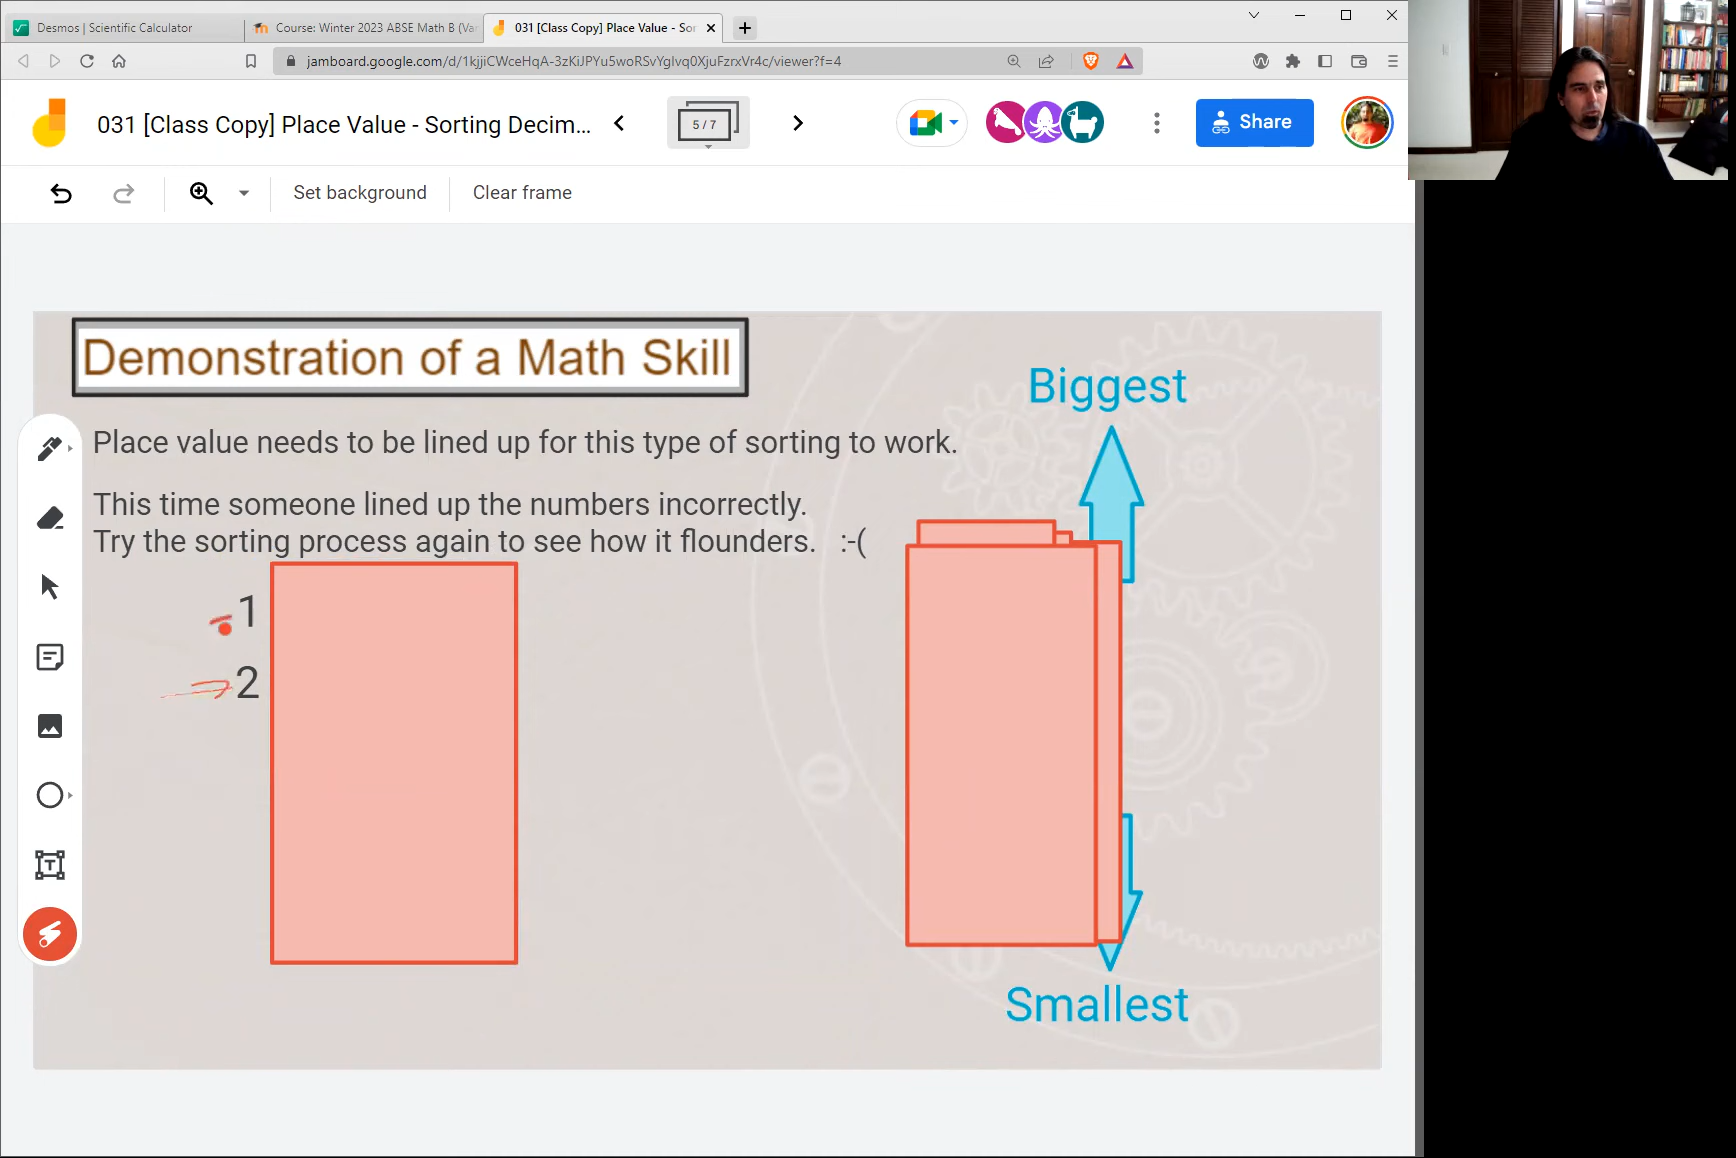 Desmos | Scientific Calculator
Course: Winter 2023 ABSE Math B (Va
031 [Class Copy] Place Value - Sor
jamboard.google.com/d/1kjjiCWceHqA-3zKiJPYu5woRSvYglvq0XjuFzrxVr4c/viewer?f=4
031 [Class Copy] Place Value - Sorting Decim...
5 / 7
Share
Set background
Clear frame
Demonstration of a Math Skill
Biggest
Place value needs to be lined up for this type of sorting to work.
This time someone lined up the numbers incorrectly.
Try the sorting process again to see how it flounders. :-(
1
2
Smallest